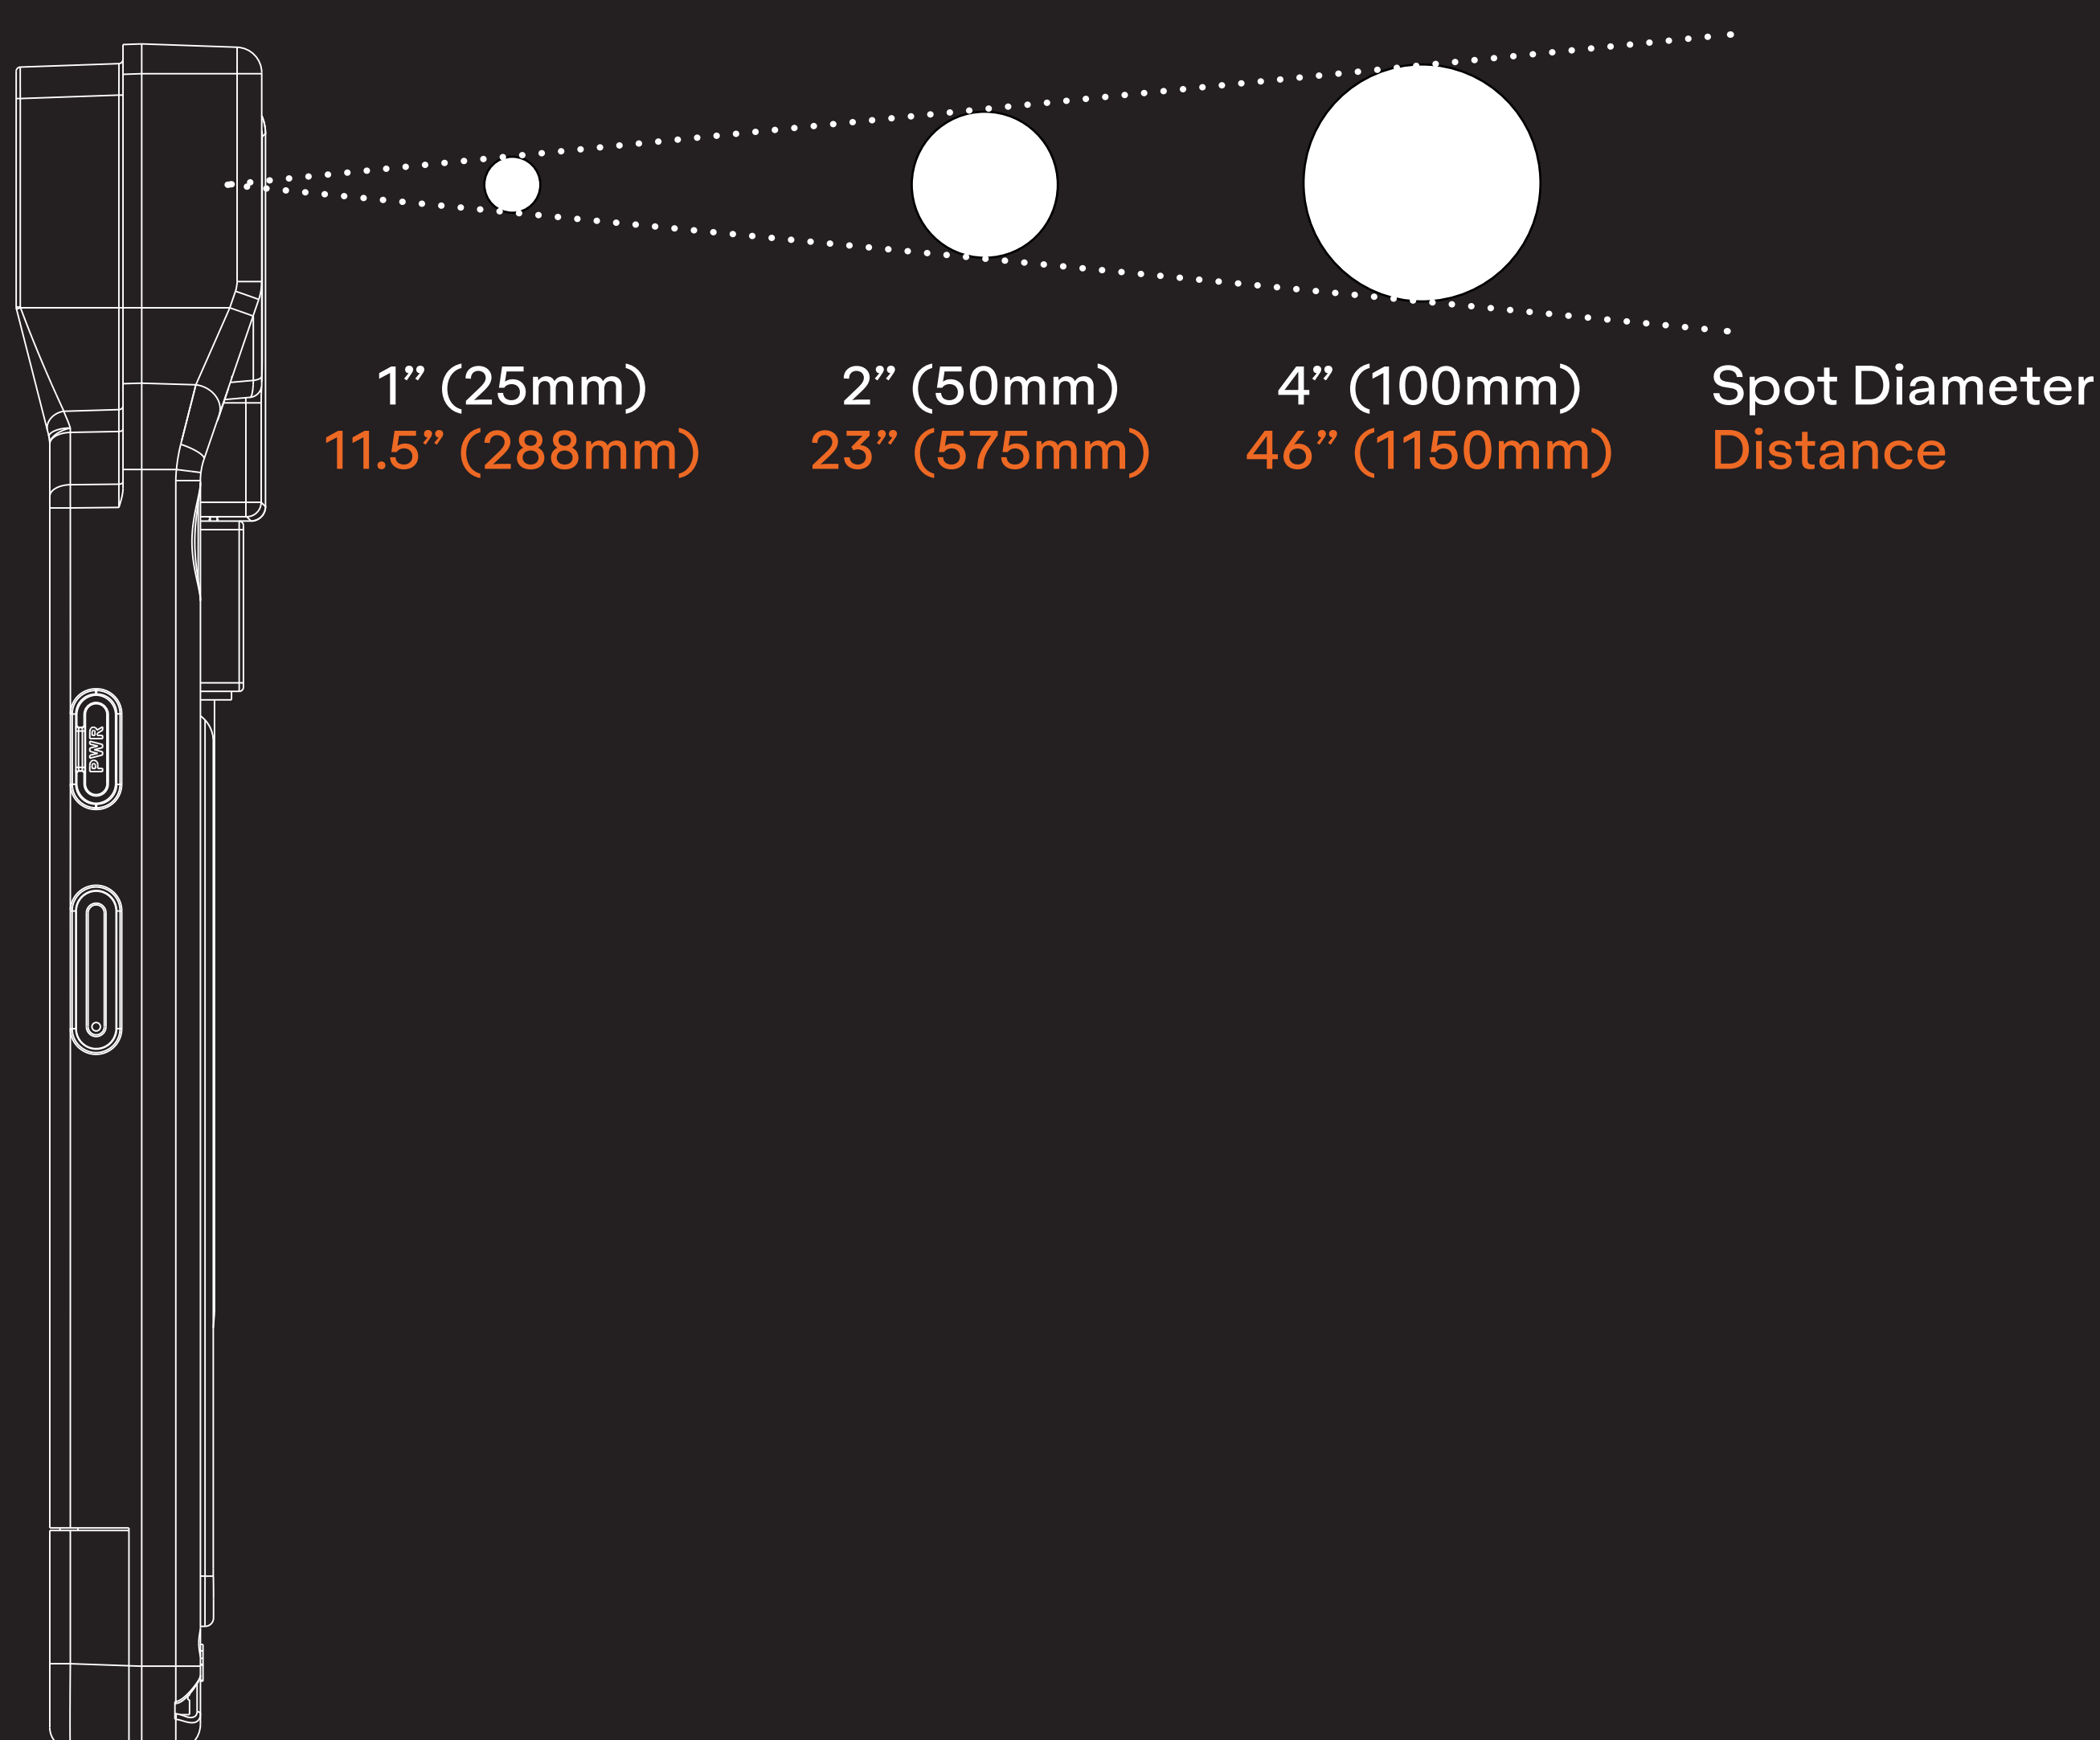 1” (25mm) 2” (50mm) 4” (100mm) Spot Diameter
11.5” (288mm) 23” (575mm) 46” (1150mm) Distance
PWR